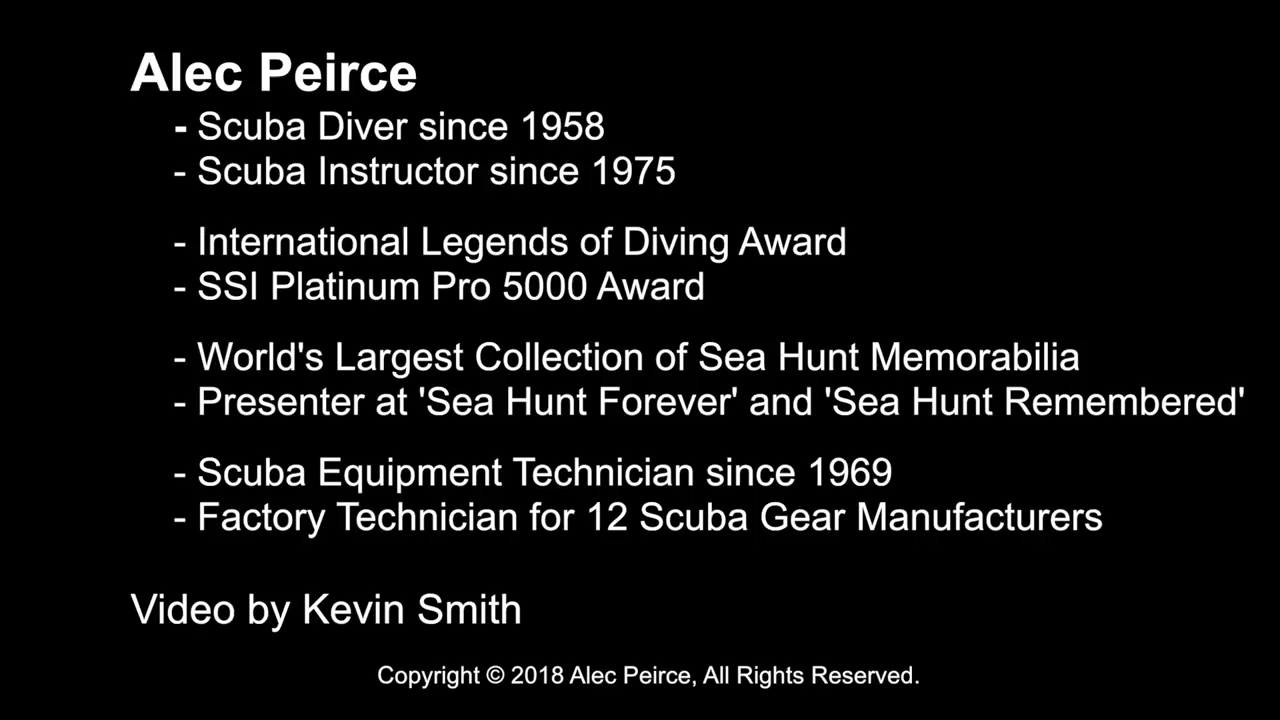 Alec Peirce
- Scuba Diver since 1958
- Scuba Instructor since 1975
- International Legends of Diving Award
- SSI Platinum Pro 5000 Award
- World's Largest Collection of Sea Hunt Memorabilia
- Presenter at 'Sea Hunt Forever' and 'Sea Hunt Remembered'
- Scuba Equipment Technician since 1969
- Factory Technician for 12 Scuba Gear Manufacturers
Video by Kevin Smith
Copyright © 2018 Alec Peirce, All Rights Reserved.